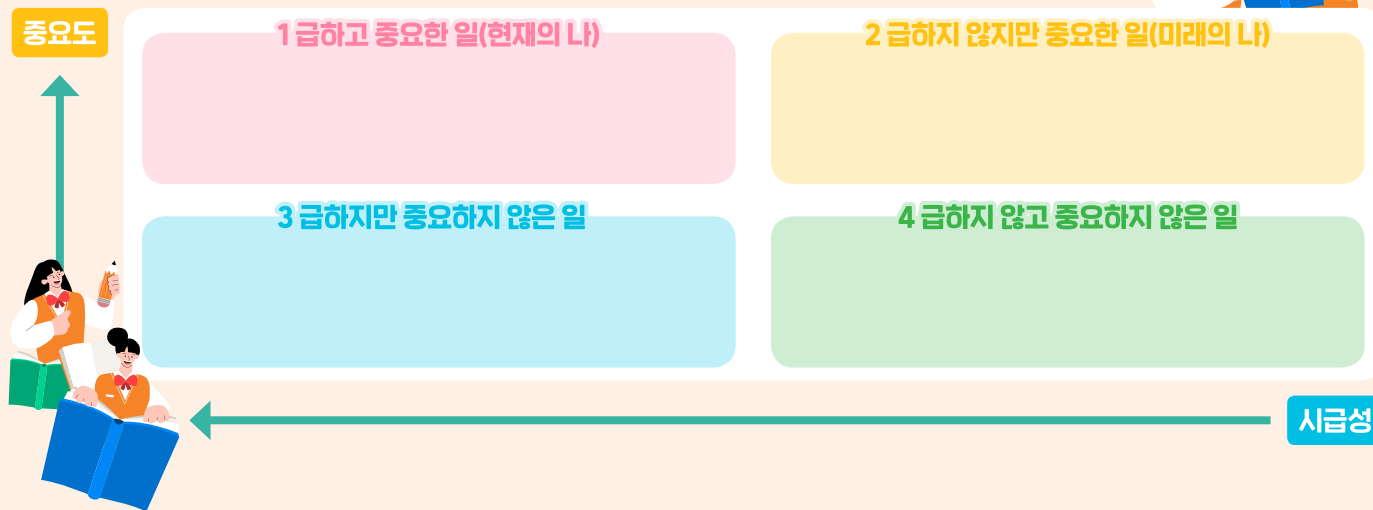 중요도
1 급하고 중요한 일(현재의 나)
2 급하지 않지만 중요한 일(미래의 나)
3 급하지만 중요하지 않은 일
4 급하지 않고 중요하지 않은 일
시급성